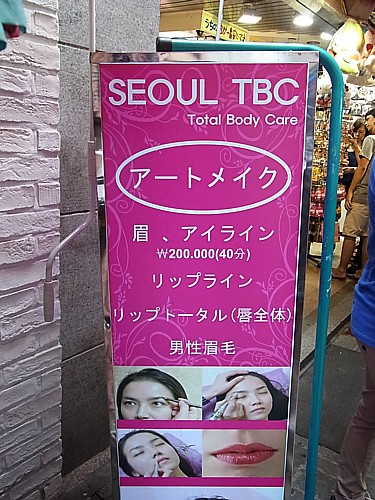 SEOUL TBC
Total Body Care
アートメイク
眉 、アイライン
₩200.000(40分)
リップライン
リップトータル(唇全体)
男性眉毛